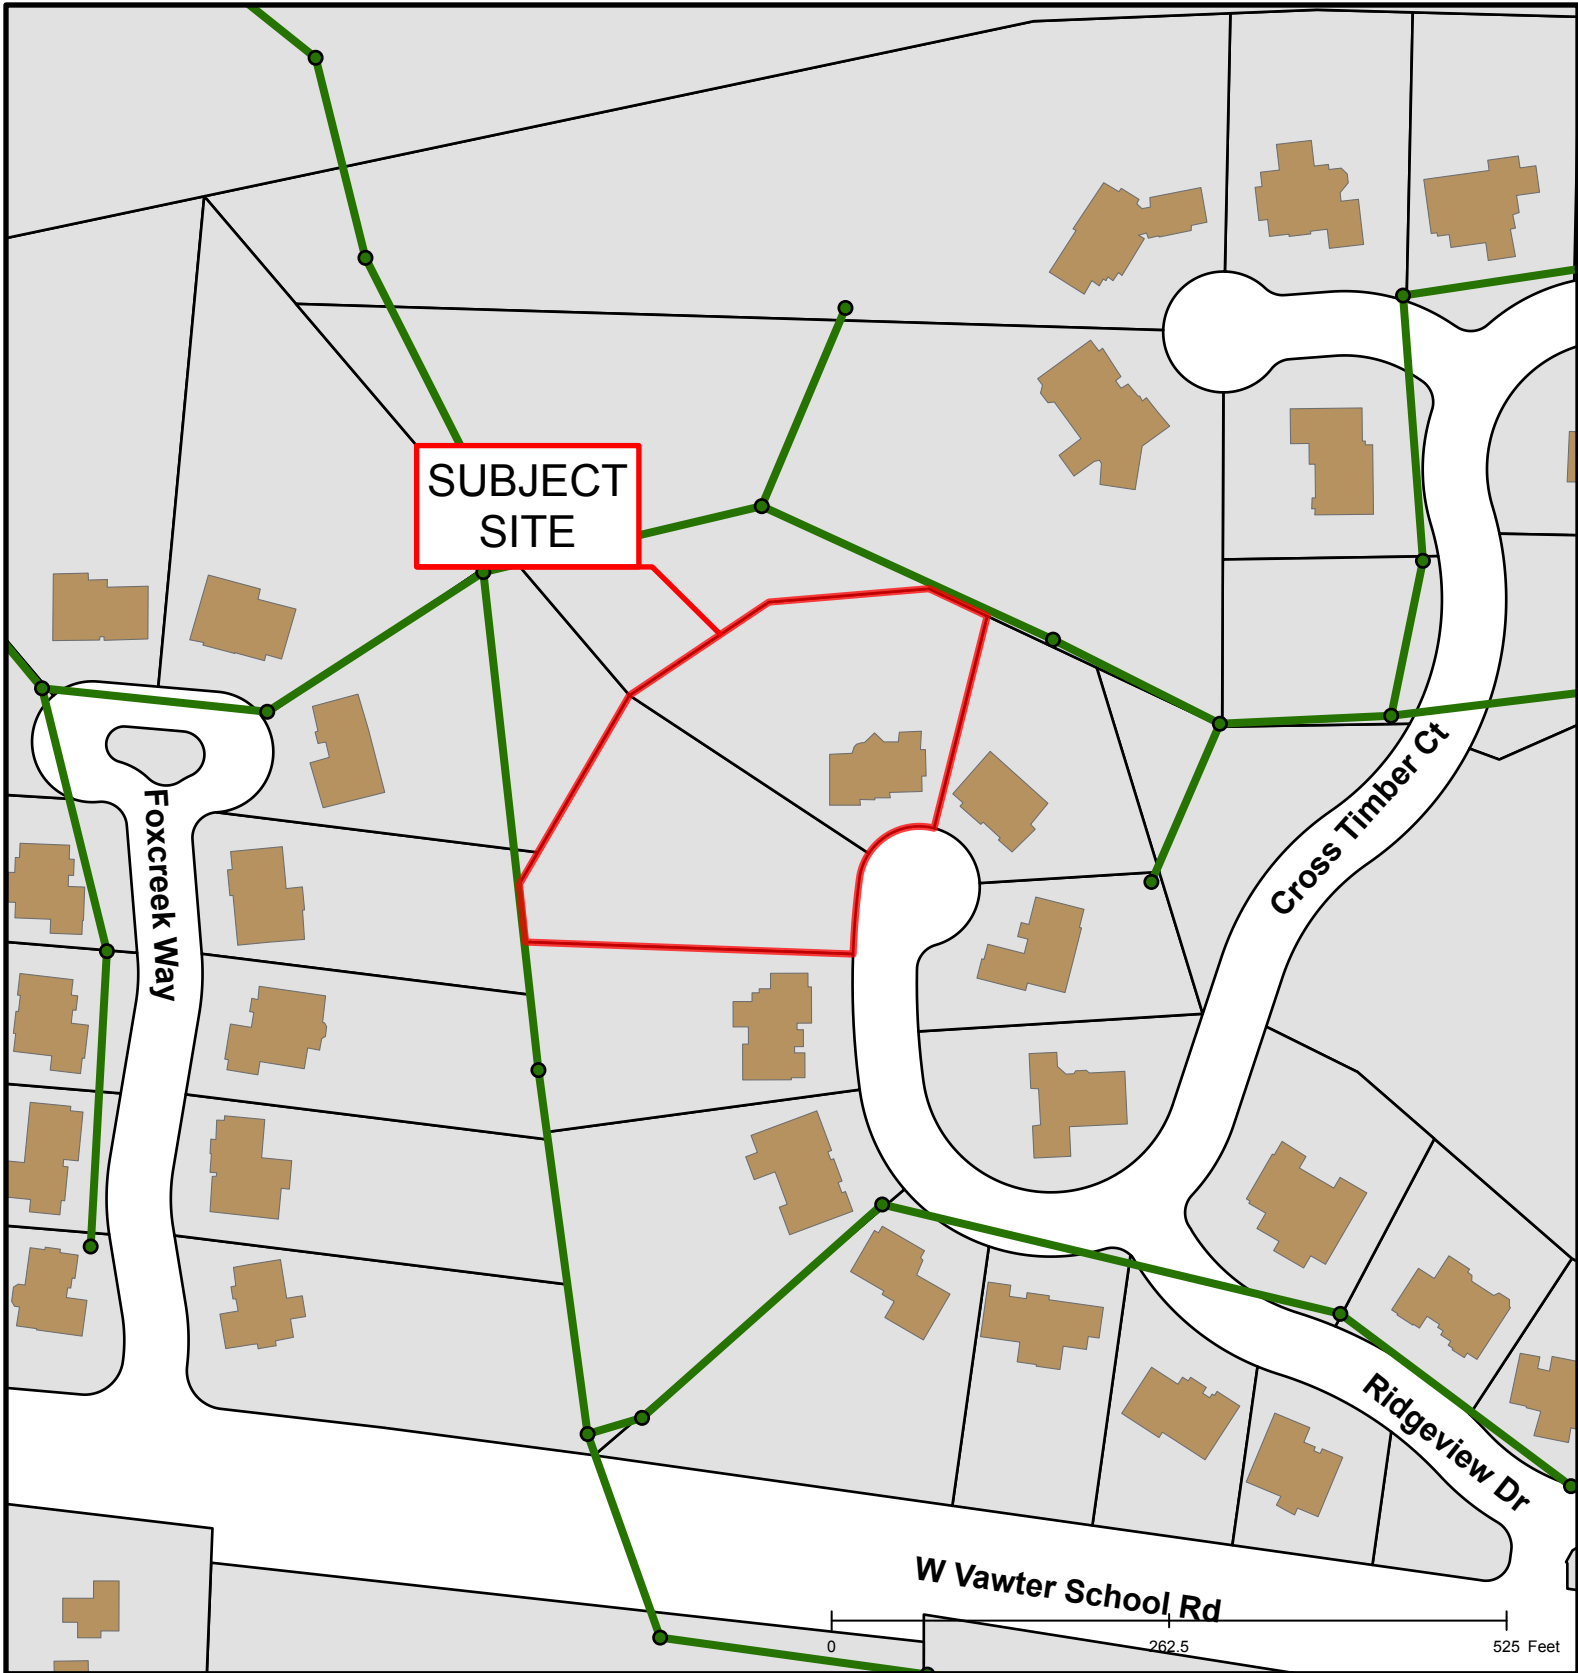 SUBJECT
SITE
Foxcreek Way
Cross Timber Ct
Ridgeview Dr
W Vawter School Rd
0 262.5 525 Feet